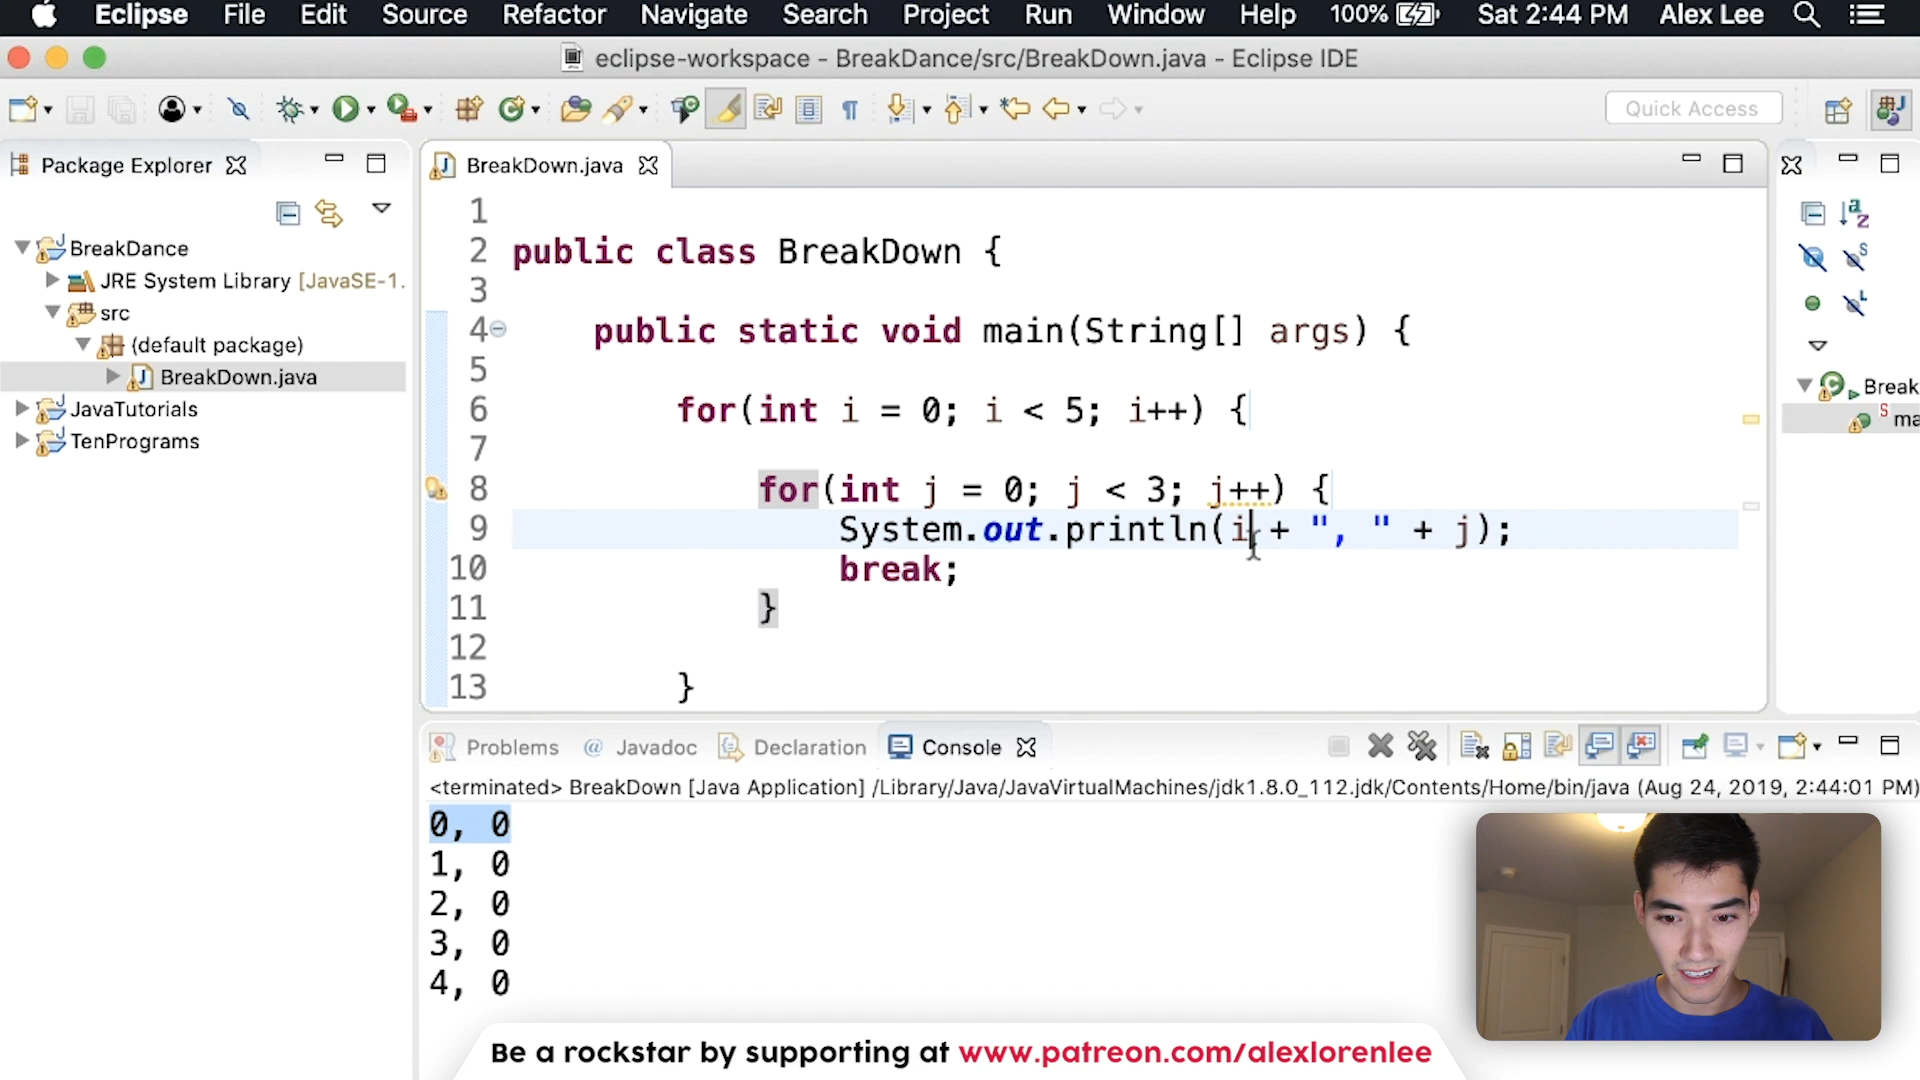 Eclipse File Edit Source Refactor Navigate Search Project Run Window Help 100% Sat 2:44 PM Alex Lee
eclipse-workspace - BreakDance/src/BreakDown.java - Eclipse IDE
Quick Access
Package Explorer
BreakDance
JRE System Library [JavaSE-1.
src
(default package)
BreakDown.java
JavaTutorials
TenPrograms
BreakDown.java
1
2 public class BreakDown {
3
4 public static void main(String[] args) {
5
6 for(int i = 0; i < 5; i++) {
7
8 for(int j = 0; j < 3; j++) {
9 System.out.println(i + ", " + j);
10 break;
11 }
12
13 }
Break
ma
Problems Javadoc Declaration Console
<terminated> BreakDown [Java Application] /Library/Java/JavaVirtualMachines/jdk1.8.0_112.jdk/Contents/Home/bin/java (Aug 24, 2019, 2:44:01 PM)
0, 0
1, 0
2, 0
3, 0
4, 0
Be a rockstar by supporting at www.patreon.com/alexlorenlee